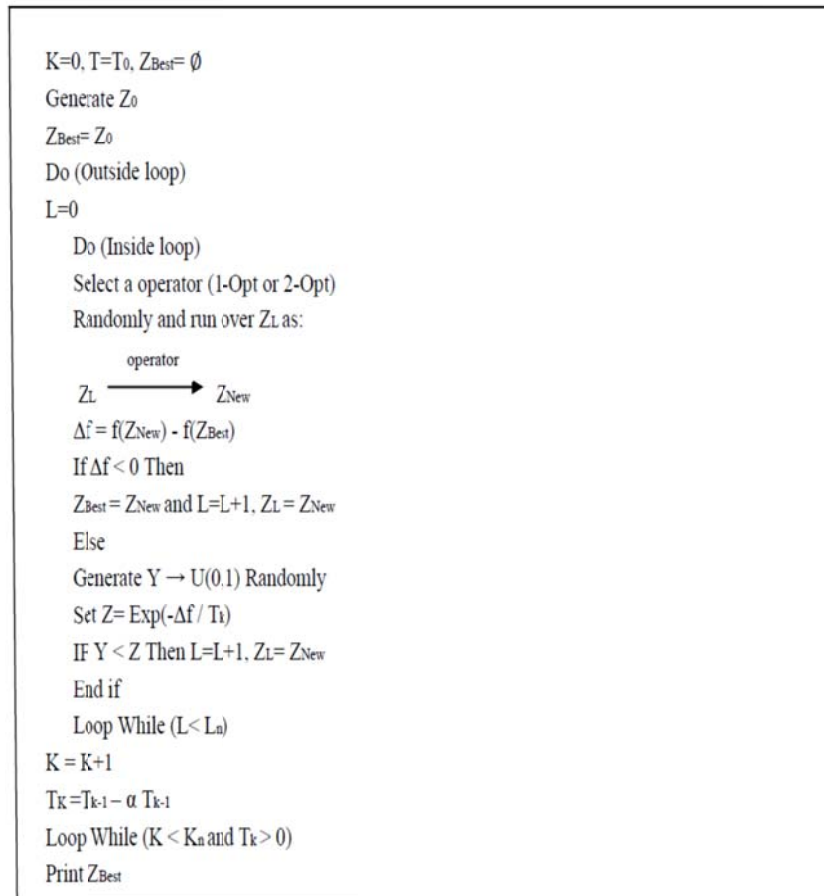 K=0, T=T0, ZBest= ∅
Generate Z0
ZBest= Z0
Do (Outside loop)
L=0
Do (Inside loop)
Select a operator (1-Opt or 2-Opt)
Randomly and run over ZL as:
operator
ZL → ZNew
Δf = f(ZNew) - f(ZBest)
If Δf < 0 Then
ZBest = ZNew and L=L+1, ZL = ZNew
Else
Generate Y → U(0.1) Randomly
Set Z= Exp(-Δf / Tk)
IF Y < Z Then L=L+1, ZL= ZNew
End if
Loop While (L< Ln)
K = K+1
TK=Tk-1 – α Tk-1
Loop While (K < Kn and Tk > 0)
Print ZBest